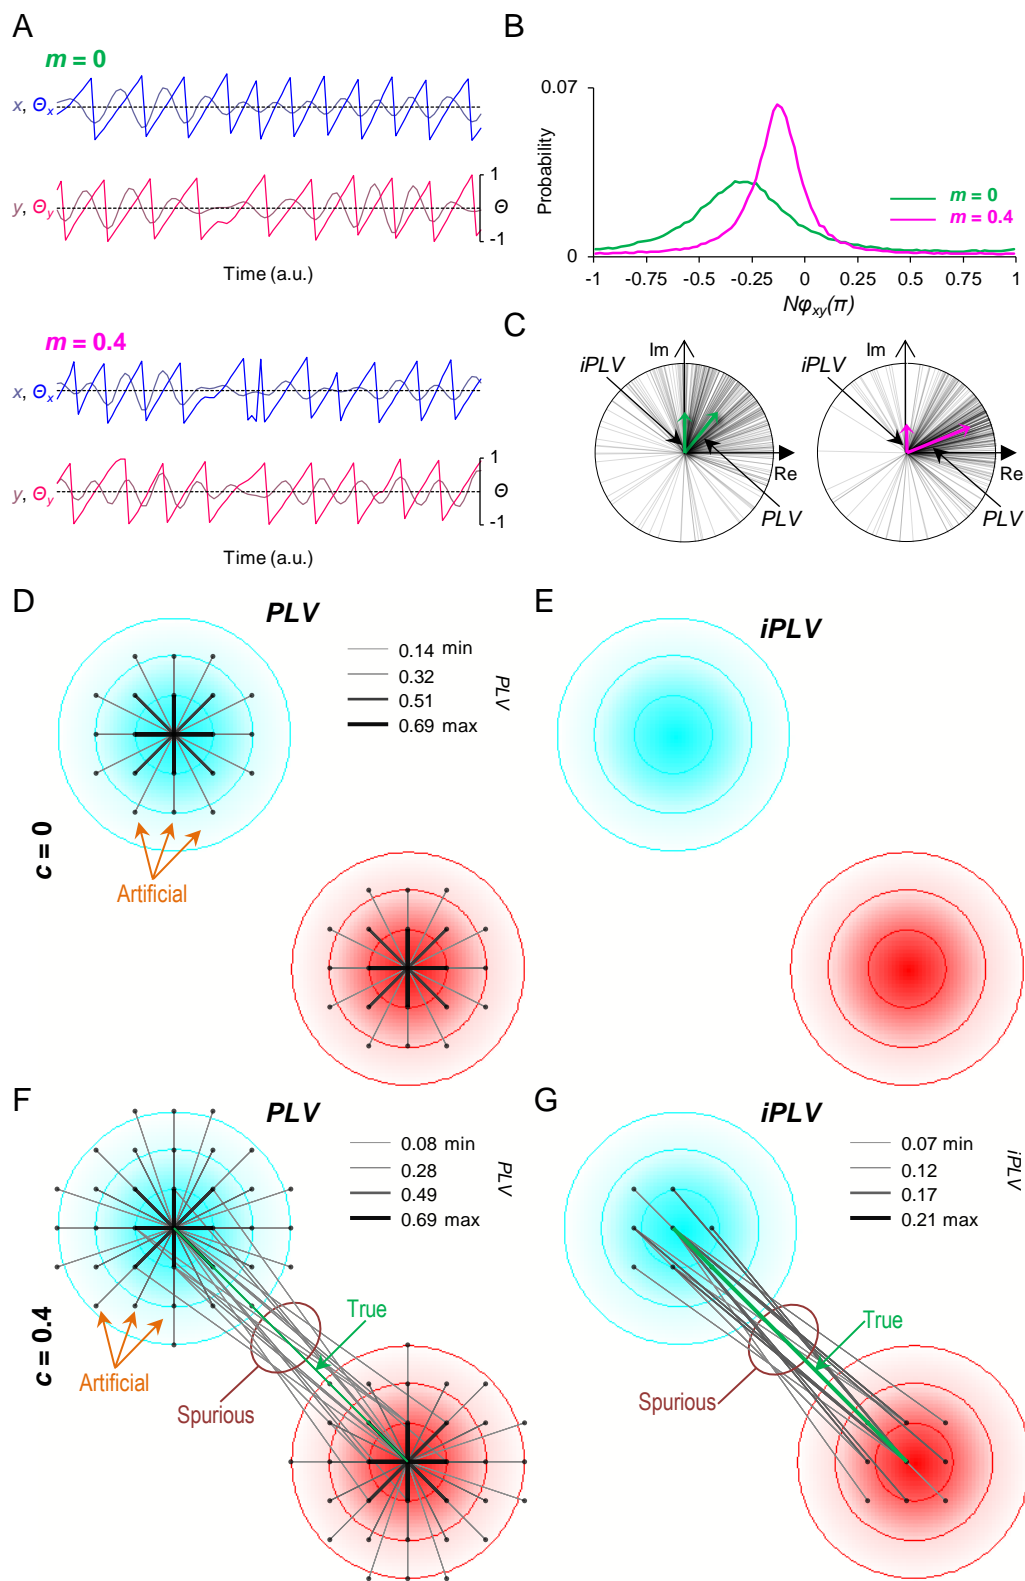 A
m = 0
x, Θx
y, Θy
1
Θ
-1
Time (a.u.)
m = 0.4
x, Θx
y, Θy
1
Θ
-1
Time (a.u.)
B
0.07
Probability
0
-1
-0.75
-0.5
-0.25
0
0.25
0.5
0.75
1
Nφxy(π)
m = 0
m = 0.4
C
Im
iPLV
Re
PLV
Im
iPLV
Re
PLV
D
PLV
0.14 min
0.32
0.51
0.69 max
PLV
c = 0
Artificial
E
iPLV
F
PLV
0.08 min
0.28
0.49
0.69 max
PLV
c = 0.4
Artificial
True
Spurious
G
iPLV
0.07 min
0.12
0.17
0.21 max
iPLV
True
Spurious